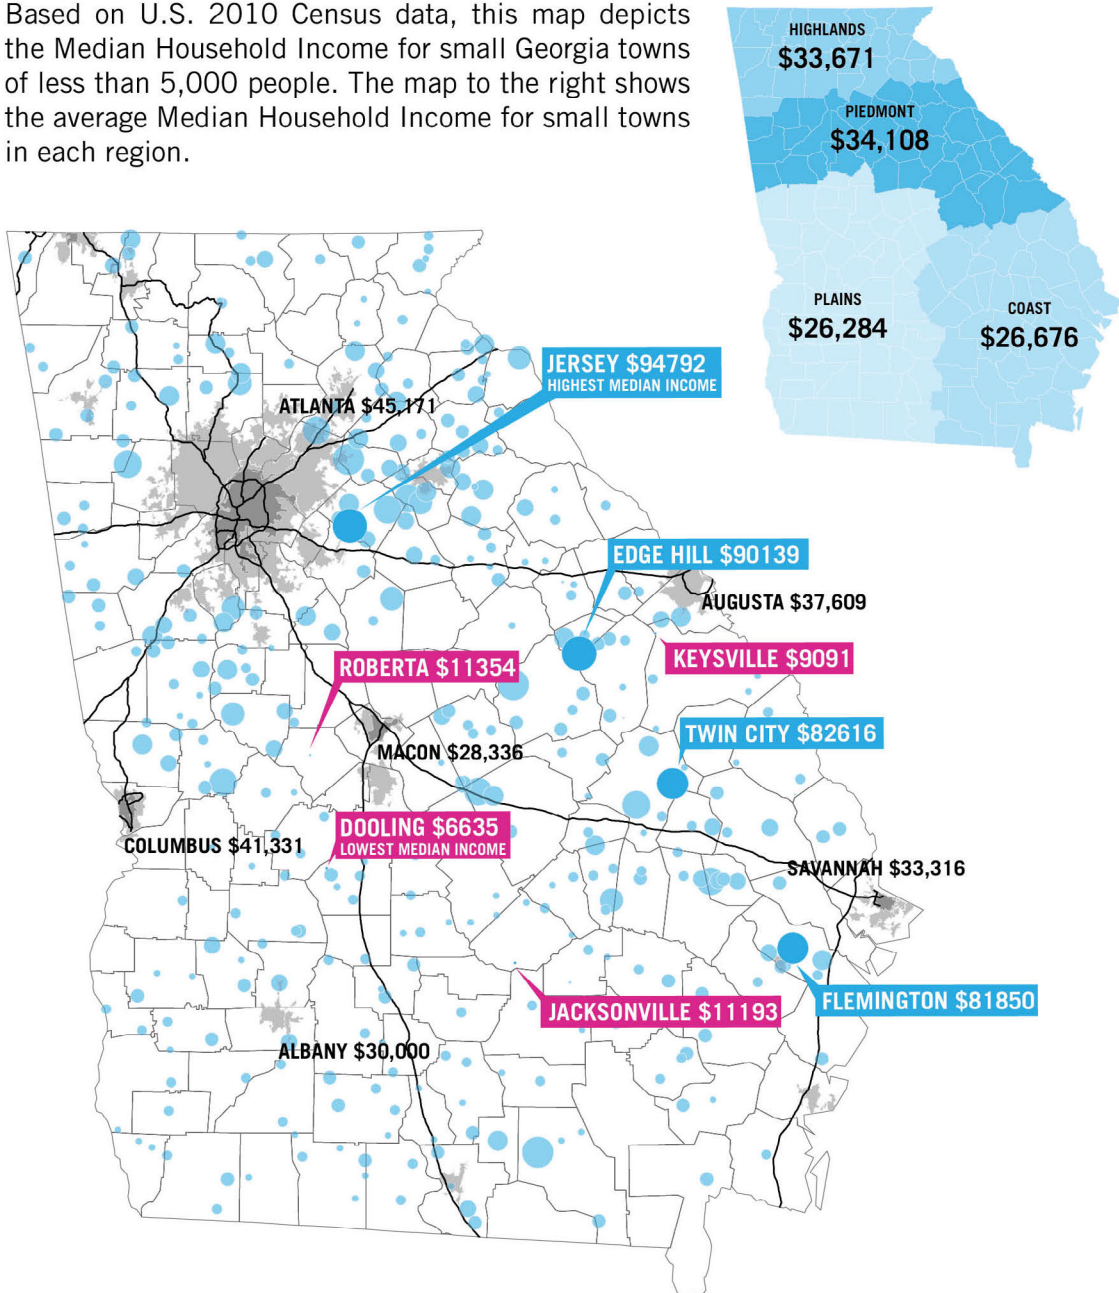 Based on U.S. 2010 Census data, this map depicts
the Median Household Income for small Georgia towns
of less than 5,000 people. The map to the right shows
the average Median Household Income for small towns
in each region.
HIGHLANDS
$33,671
PIEDMONT
$34,108
PLAINS
$26,284
COAST
$26,676
JERSEY $94792
HIGHEST MEDIAN INCOME
ATLANTA $45,171
EDGE HILL $90139
AUGUSTA $37,609
KEYSVILLE $9091
ROBERTA $11354
TWIN CITY $82616
MACON $28,336
DOOLING $6635
LOWEST MEDIAN INCOME
COLUMBUS $41,331
SAVANNAH $33,316
FLEMINGTON $81850
JACKSONVILLE $11193
ALBANY $30,000